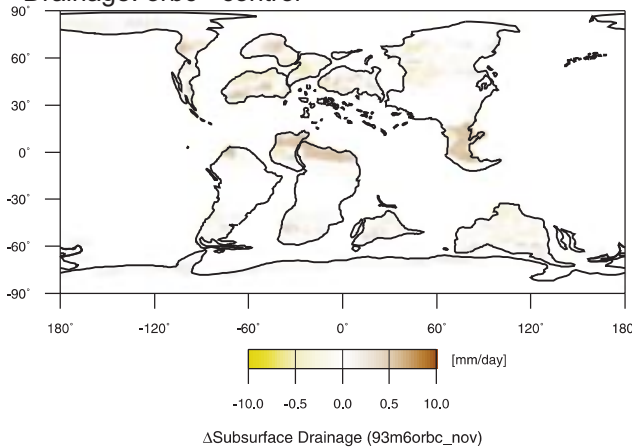 Drainage: orbc - control
90˚
60˚
30˚
0˚
-30˚
-60˚
-90˚
180˚ -120˚ -60˚ 0˚ 60˚ 120˚ 180
[mm/day]
-10.0 -0.5 0.0 0.5 10.0
∆Subsurface Drainage (93m6orbc_nov)